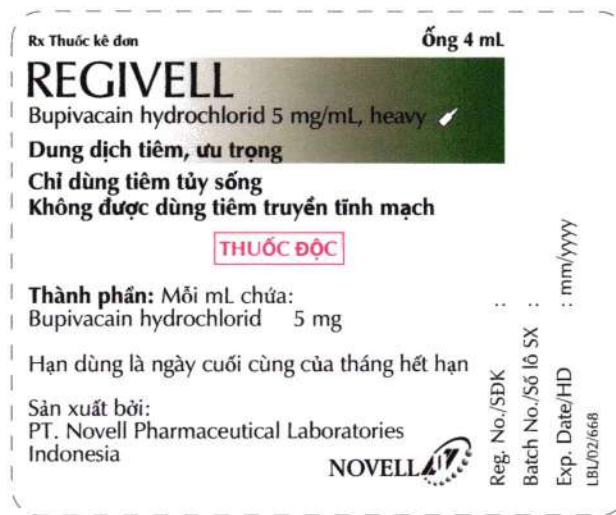 Rx Thuốc kê đơn
Ống 4 mL
REGIVELL
Bupivacain hydrochlorid 5 mg/mL, heavy
Dung dịch tiêm, ưu trọng
Chỉ dùng tiêm tủy sống
Không được dùng tiêm truyền tĩnh mạch
THUỐC ĐỘC
Thành phần: Mỗi mL chứa:
Bupivacain hydrochlorid 5 mg
Hạn dùng là ngày cuối cùng của tháng hết hạn
Sản xuất bởi:
PT. Novell Pharmaceutical Laboratories
Indonesia
NOVELL
Reg. No./SĐK :
Batch No./Số lô SX :
Exp. Date/HD : mm/yyyy
LBL/02/668